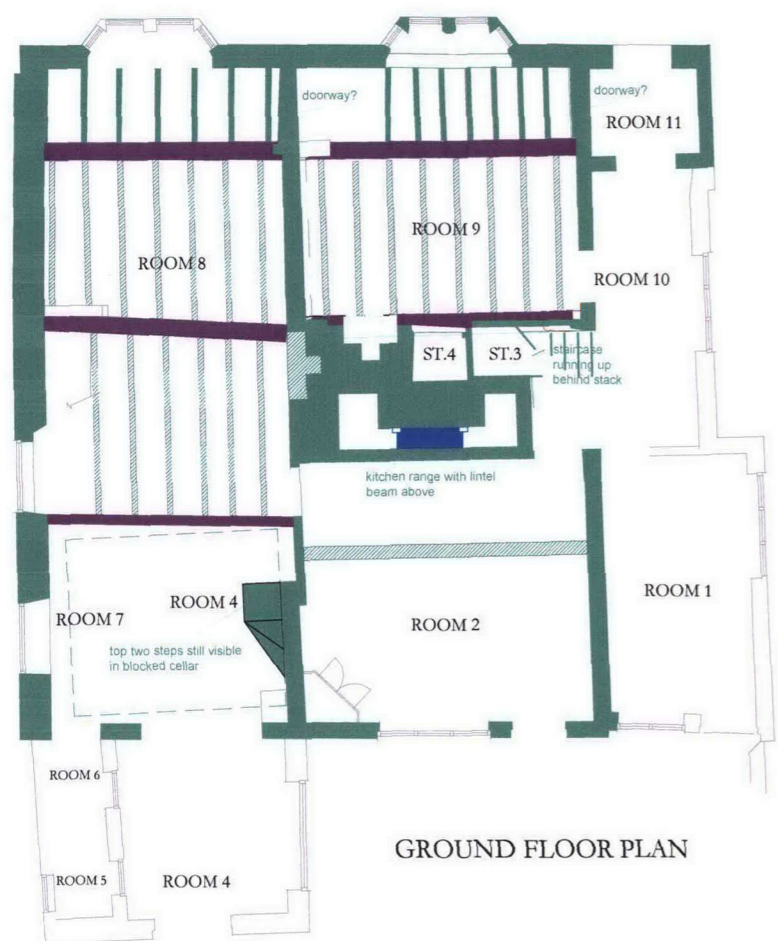 doorway?
doorway?
ROOM 11
ROOM 9
ROOM 8
ROOM 10
ST.4
ST.3
staircase
running up
behind stack
kitchen range with lintel
beam above
ROOM 4
ROOM 7
ROOM 2
ROOM 1
top two steps still visible
in blocked cellar
ROOM 6
ROOM 5
ROOM 4
GROUND FLOOR PLAN